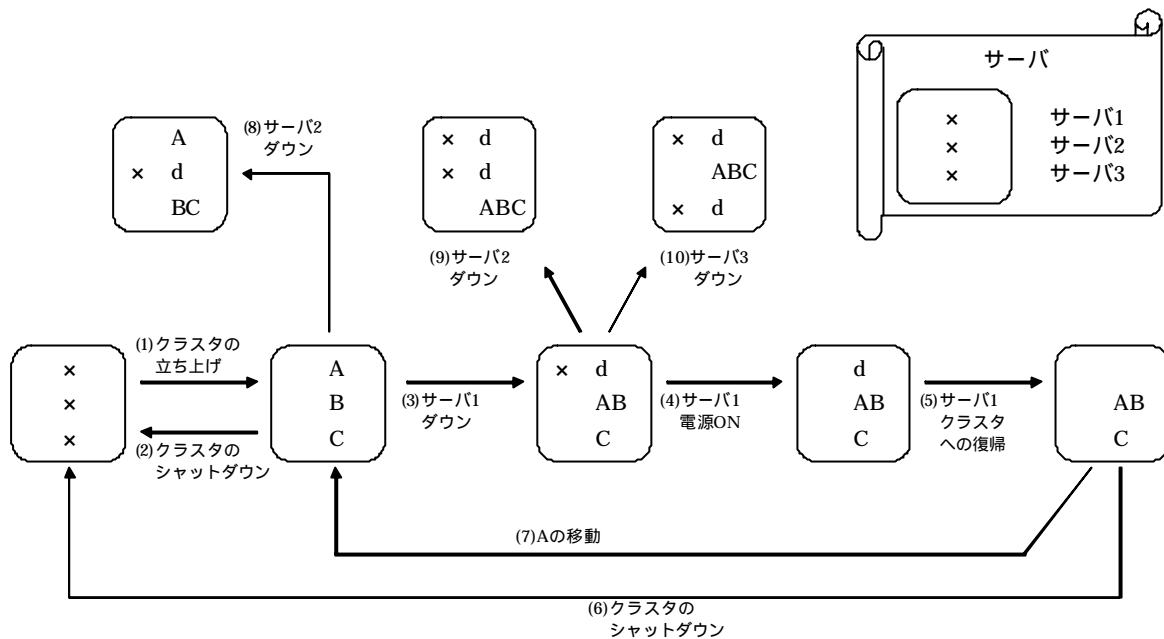 サーバ
× サーバ1
× サーバ2
× サーバ3
A
× d
BC
(8)サーバ2
ダウン
× d
× d
ABC
× d
ABC
× d
(9)サーバ2
ダウン
(10)サーバ3
ダウン
×
×
×
(1)クラスタの
立ち上げ
(2)クラスタの
シャットダウン
A
B
C
(3)サーバ1
ダウン
× d
AB
C
(4)サーバ1
電源ON
d
AB
C
(5)サーバ1
クラスタ
への復帰
AB
C
(7)Aの移動
(6)クラスタの
シャットダウン